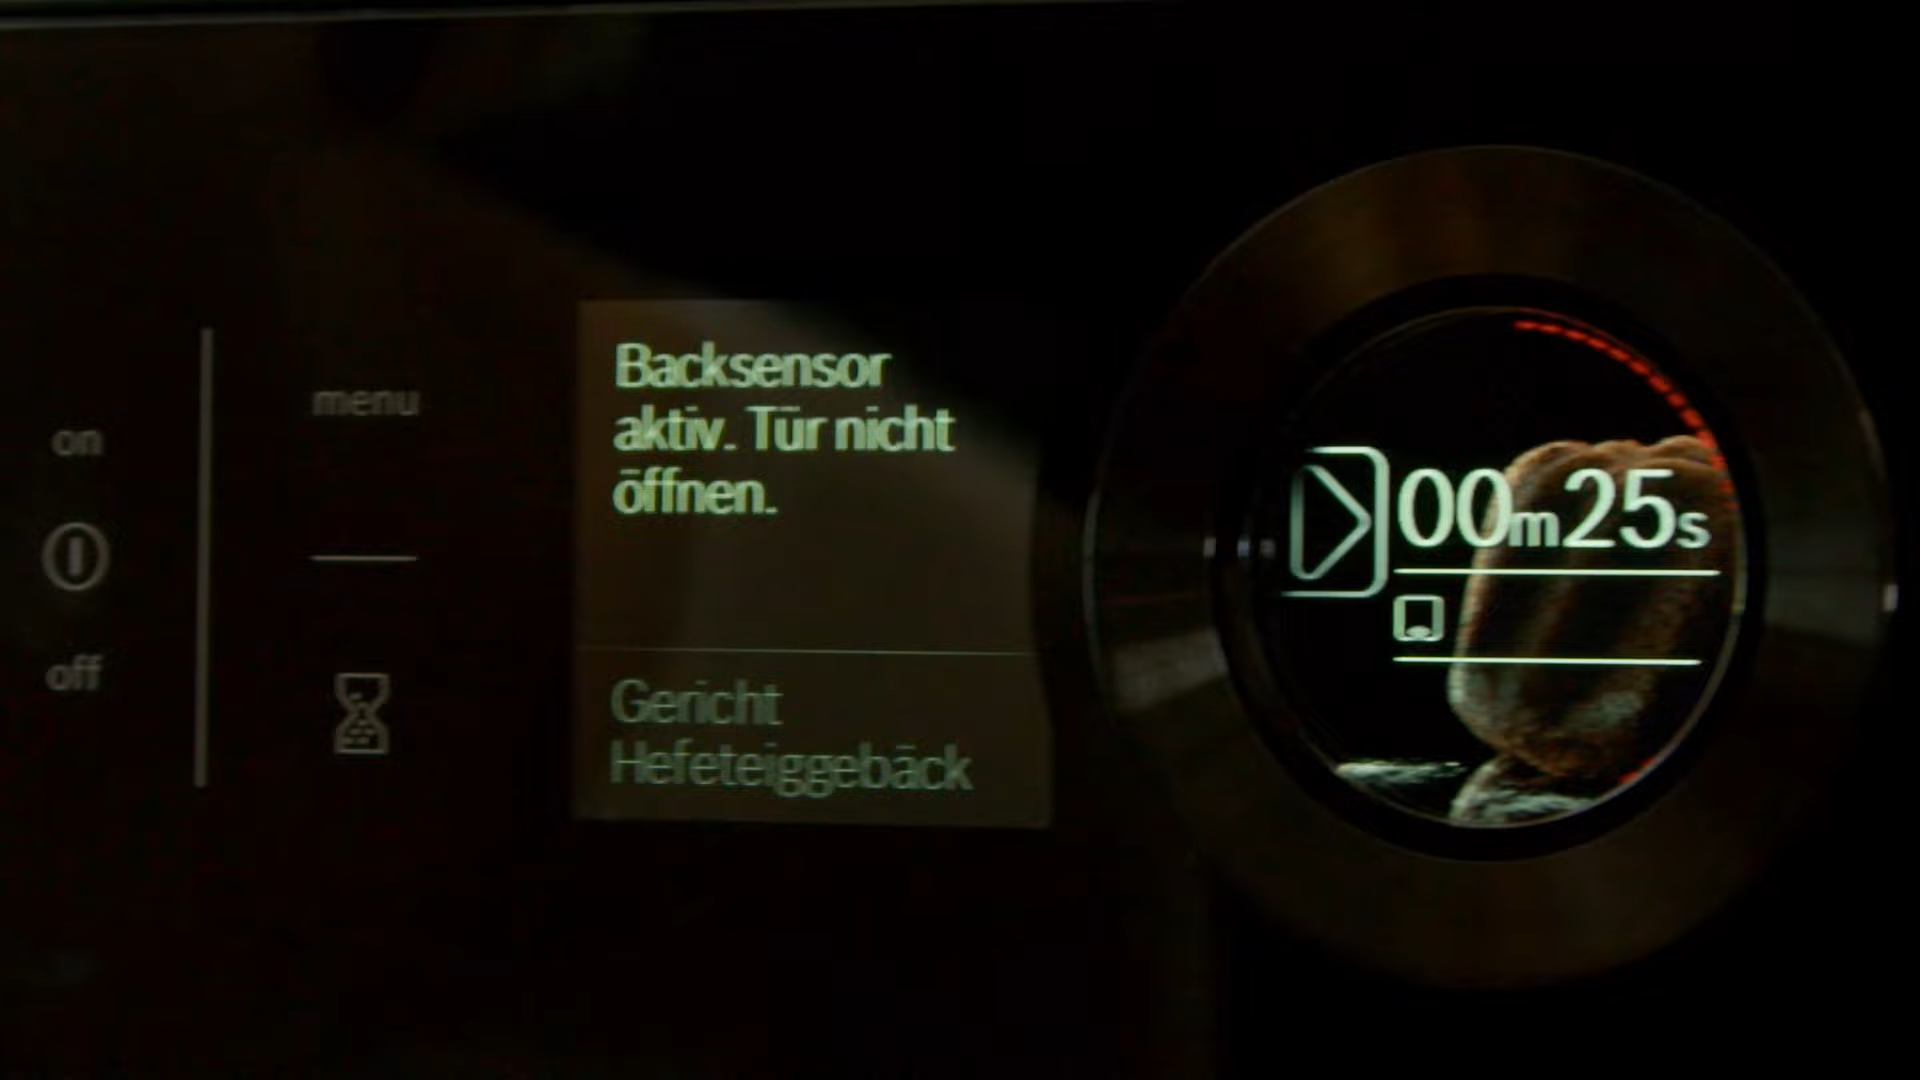 on
off
menu
Backsensor
aktiv. Tür nicht
öffnen.
Gericht
Hefeteiggebäck
00m25s